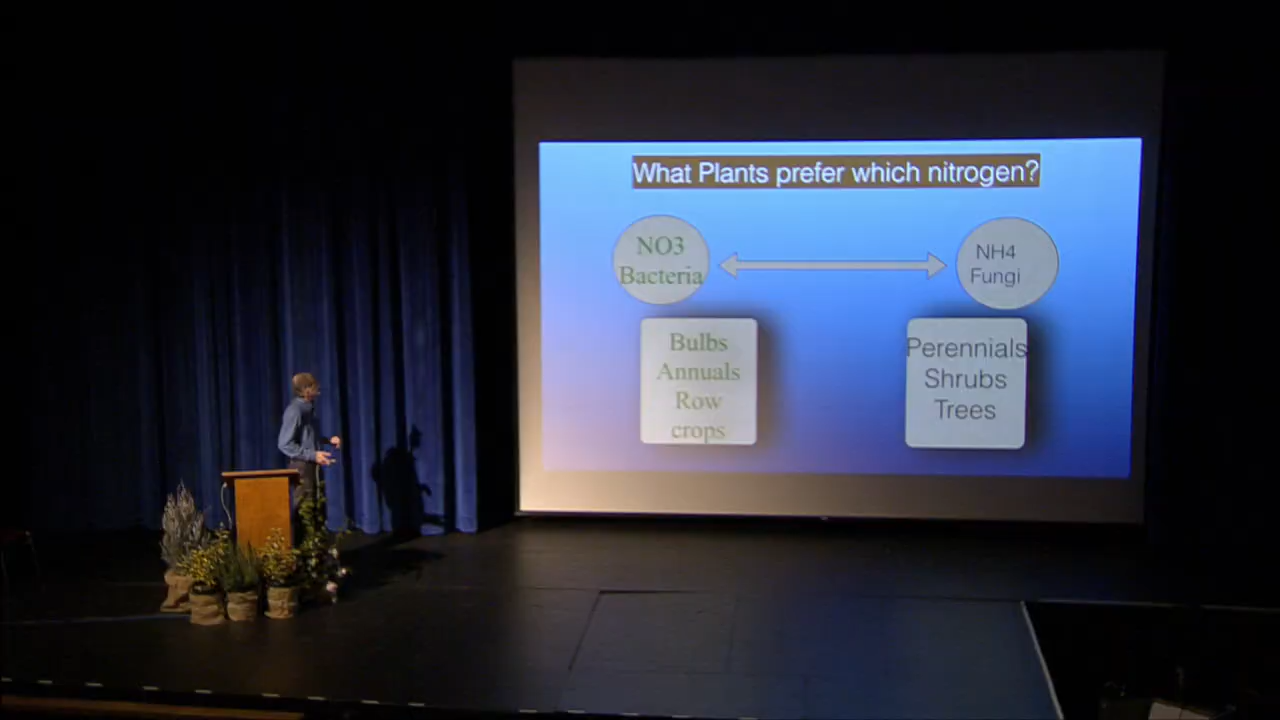 What Plants prefer which nitrogen?
NO3
Bacteria
NH4
Fungi
Bulbs
Annuals
Row
crops
Perennials
Shrubs
Trees